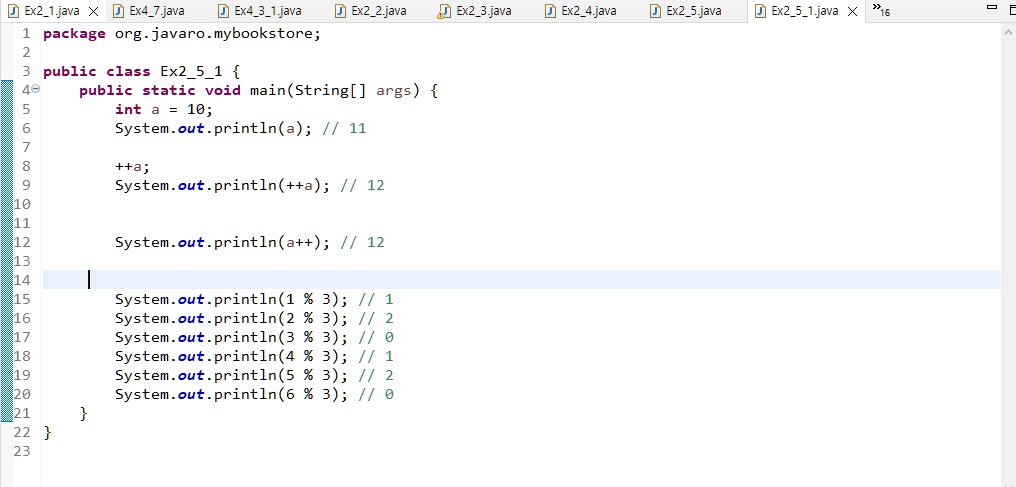 Ex2_1.java Ex4_7.java Ex4_3_1.java Ex2_2.java Ex2_3.java Ex2_4.java Ex2_5.java Ex2_5_1.java 16
1 package org.javaro.mybookstore;
2
3 public class Ex2_5_1 {
4 public static void main(String[] args) {
5 int a = 10;
6 System.out.println(a); // 11
7
8 ++a;
9 System.out.println(++a); // 12
10
11
12 System.out.println(a++); // 12
13
14
15 System.out.println(1 % 3); // 1
16 System.out.println(2 % 3); // 2
17 System.out.println(3 % 3); // 0
18 System.out.println(4 % 3); // 1
19 System.out.println(5 % 3); // 2
20 System.out.println(6 % 3); // 0
21 }
22 }
23